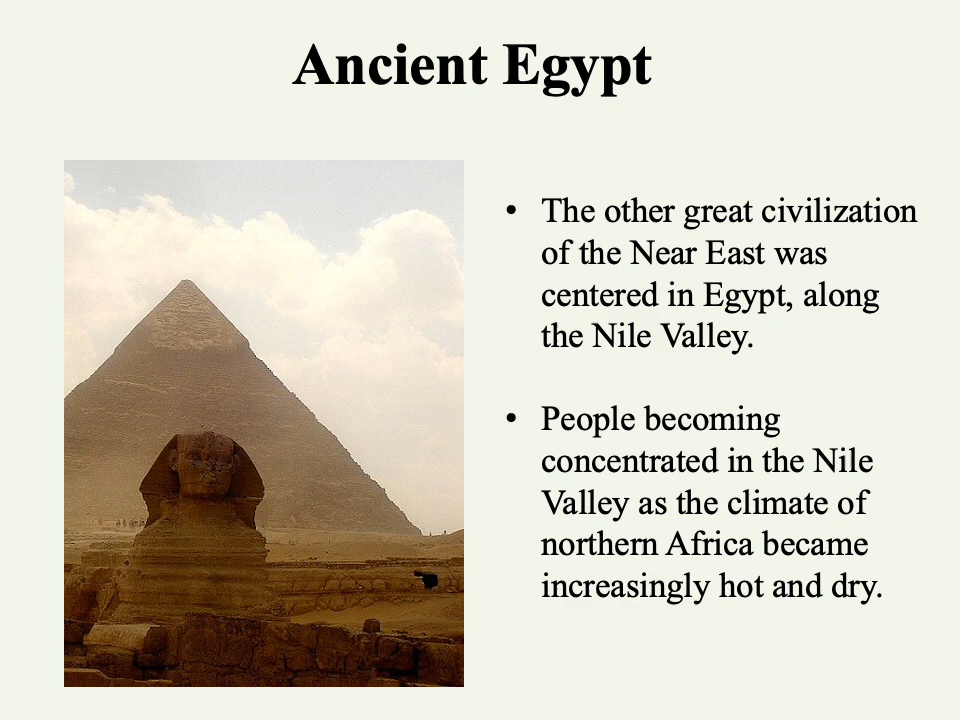 Ancient Egypt
• The other great civilization
of the Near East was
centered in Egypt, along
the Nile Valley.
• People becoming
concentrated in the Nile
Valley as the climate of
northern Africa became
increasingly hot and dry.